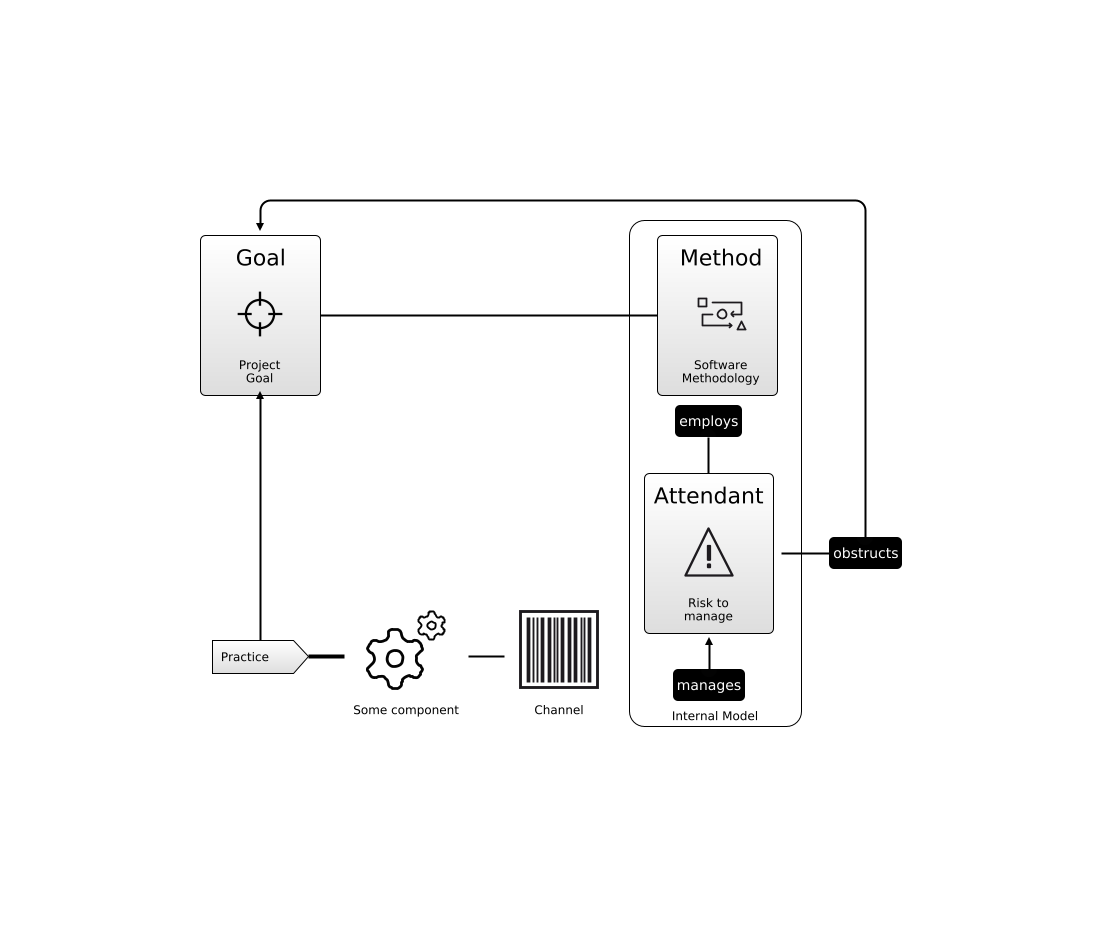 Goal
Project
Goal
Method
Software
Methodology
employs
Attendant
Risk to
manage
obstructs
manages
Internal Model
Practice
Some component
Channel